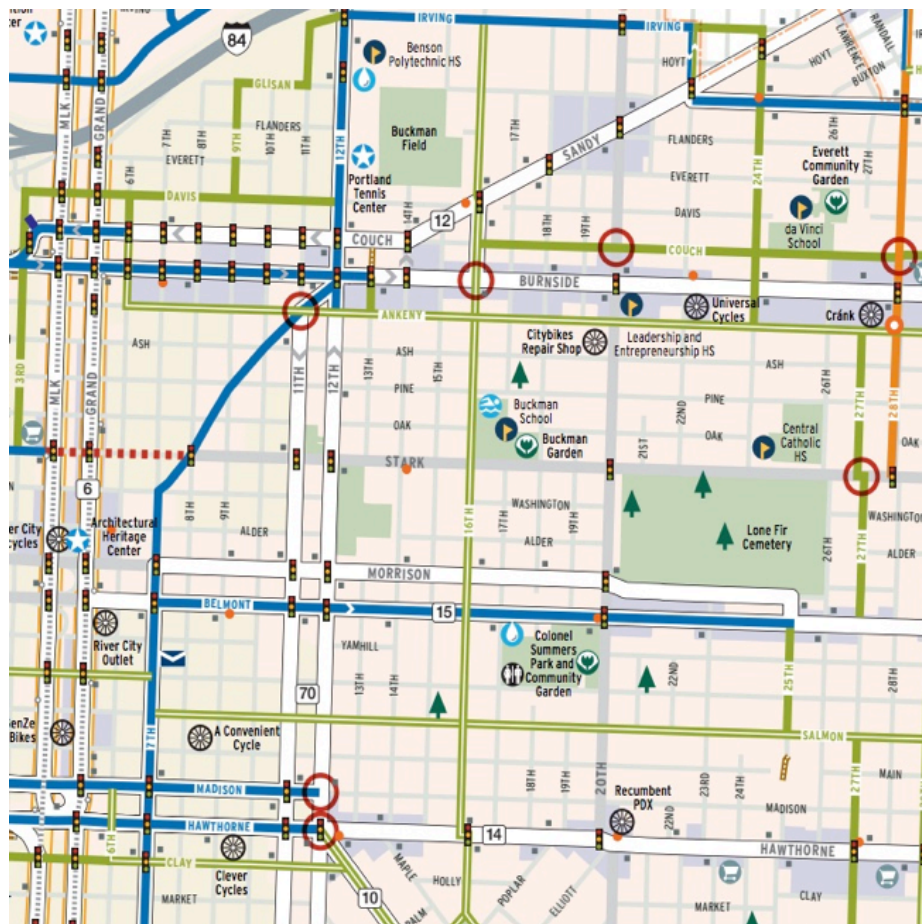 IRVING
IRVING
84
Benson
Polytechnic HS
HOYT
HOYT
LAWRENCE
RANDALL
BUXTON
GLISAN
MLK
GRAND
7TH
8TH
9TH
10TH
11TH
12TH
FLANDERS
EVERETT
6TH
Buckman
Field
17TH
SANDY
FLANDERS
EVERETT
DAVIS
24TH
26TH
27TH
Everett
Community
Garden
da Vinci
School
DAVIS
Portland
Tennis
Center
14TH
12
18TH
19TH
COUCH
COUCH
BURNSIDE
ANKENY
Universal
Cycles
Cránk
Citybikes
Repair Shop
Leadership and
Entrepreneurship HS
3RD
MLK
GRAND
ASH
11TH
12TH
13TH
15TH
ASH
PINE
OAK
ASH
PINE
OAK
26TH
27TH
28TH
OAK
Buckman
School
Buckman
Garden
21ST
22ND
Central
Catholic
HS
STARK
6
8TH
9TH
ALDER
16TH
WASHINGTON
17TH
19TH
ALDER
Lone Fir
Cemetery
26TH
27TH
WASHINGTON
ALDER
Architectural
Heritage
Center
MORRISON
BELMONT
15
River City
Outlet
YAMHILL
Colonel
Summers
Park and
Community
Garden
13TH
14TH
22ND
25TH
28TH
70
A Convenient
Cycle
7TH
SALMON
MADISON
18TH
19TH
20TH
Recumbent
PDX
22ND
23RD
24TH
27TH
MAIN
MADISON
HAWTHORNE
14
HAWTHORNE
6TH
CLAY
Clever
Cycles
MARKET
10
MAPLE
HOLLY
POPLAR
ELLIOTT
CLAY
MARKET